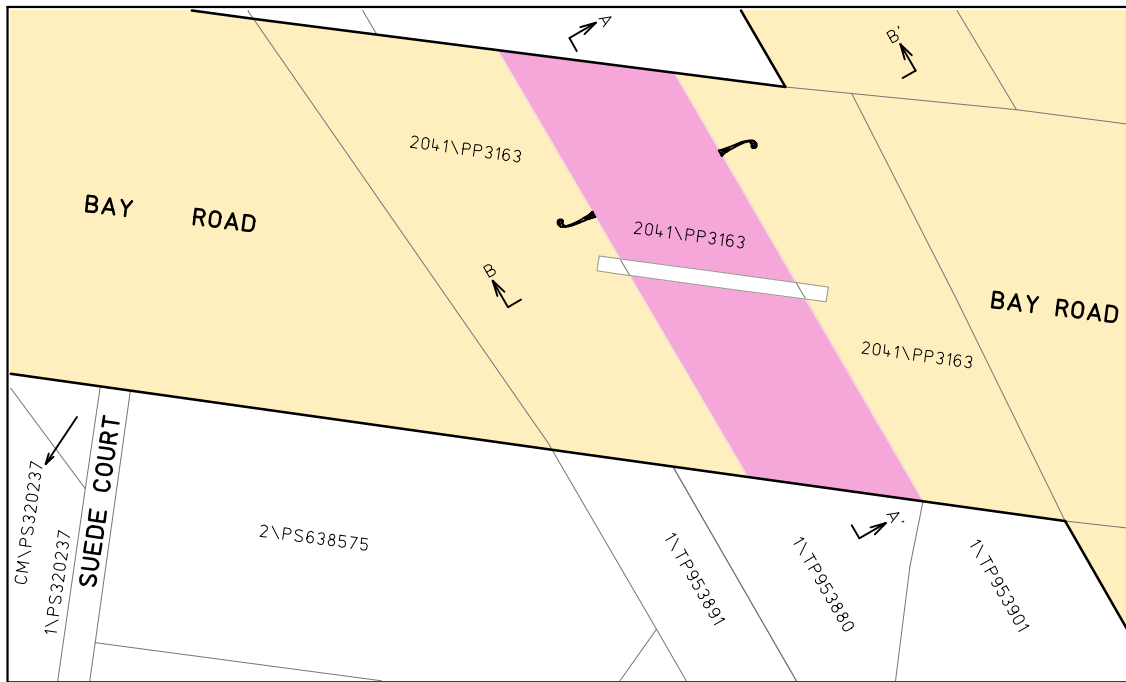 A
B'
2041\PP3163
BAY ROAD
2041\PP3163
B
BAY ROAD
2041\PP3163
CM\PS320237
1\PS320237
SUEDE COURT
2\PS638575
A'
1\TP953891
1\TP953880
1\TP953901